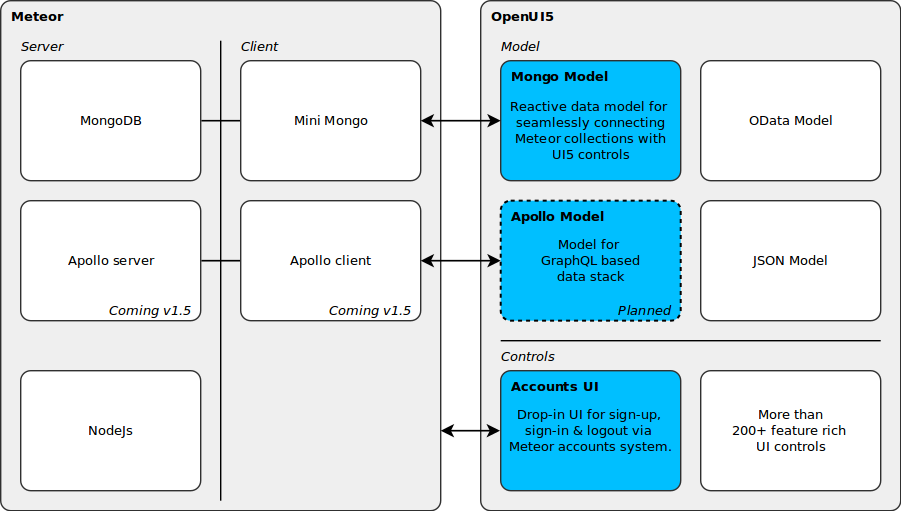 Meteor
Server
Client
MongoDB
Mini Mongo
Apollo server
Coming v1.5
Apollo client
Coming v1.5
NodeJs
OpenUI5
Model
Mongo Model
Reactive data model for
seamlessly connecting
Meteor collections with
UI5 controls
OData Model
Apollo Model
Model for
GraphQL based
data stack
Planned
JSON Model
Controls
Accounts UI
Drop-in UI for sign-up,
sign-in & logout via
Meteor accounts system.
More than
200+ feature rich
UI controls